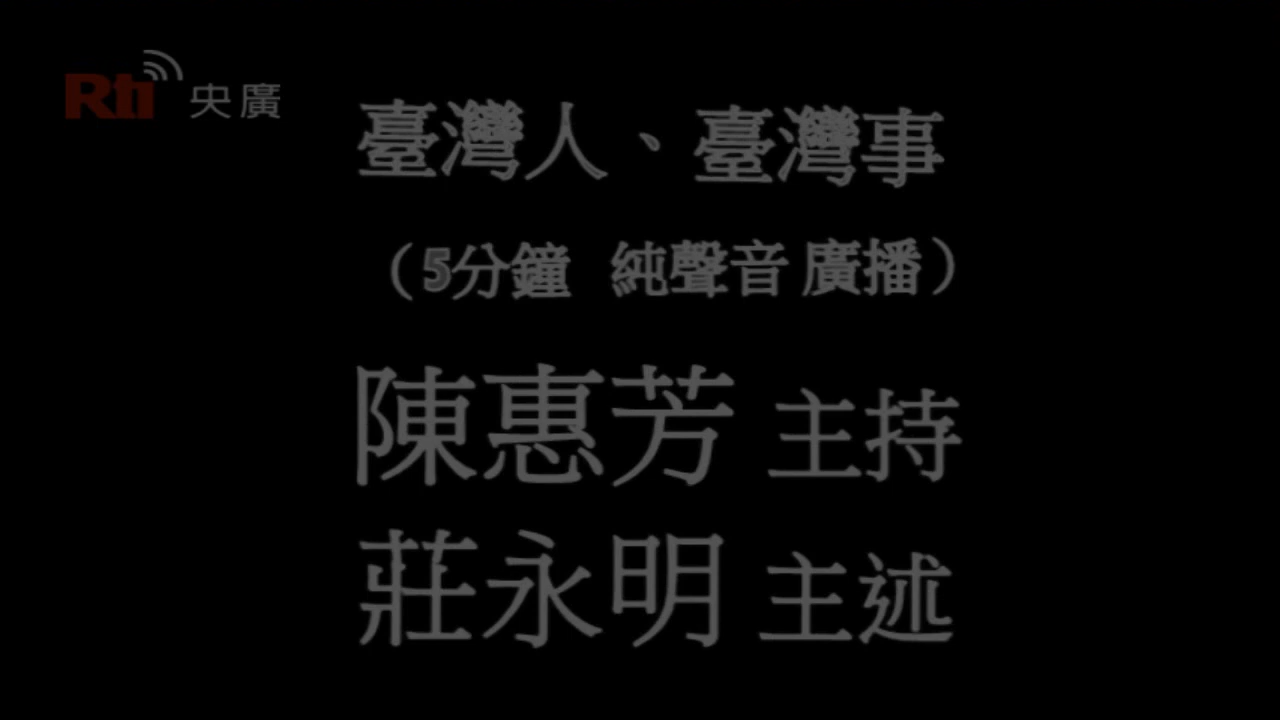 Rti 央廣
臺灣人、臺灣事
（5分鐘 純聲音 廣播）
陳惠芳 主持
莊永明 主述